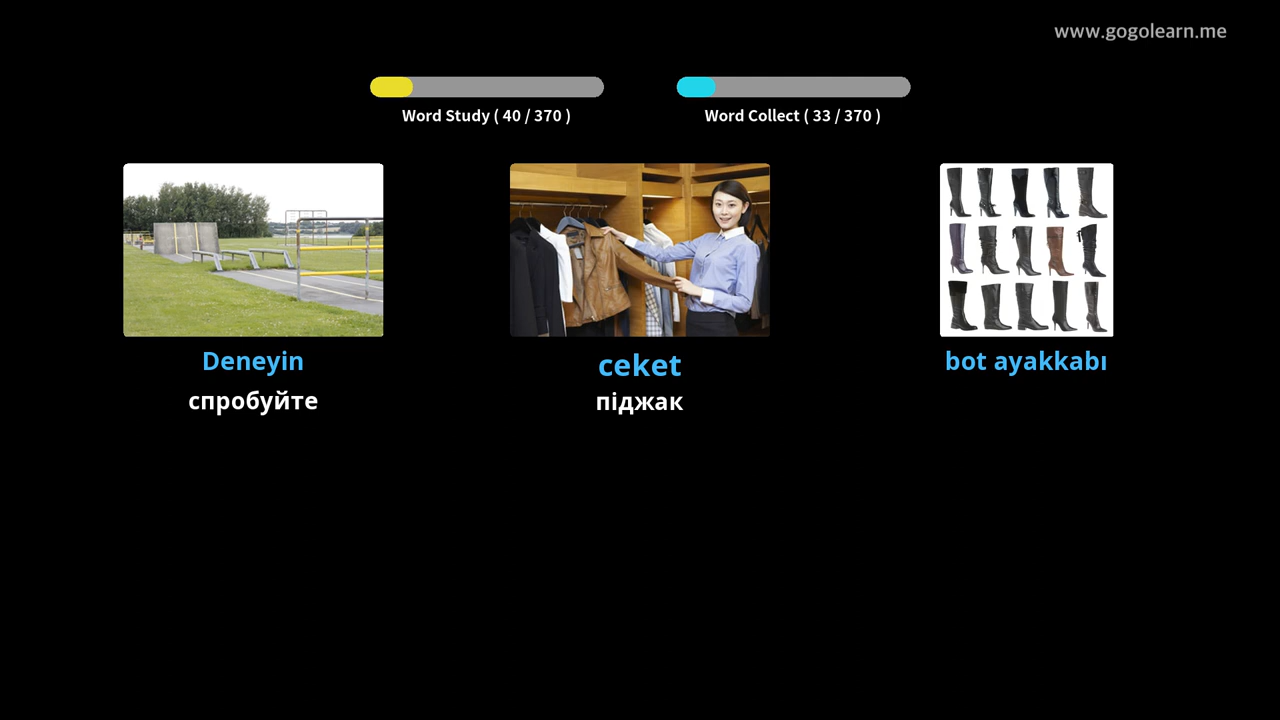 www.gogolearn.me
Word Study ( 40 / 370 )
Word Collect ( 33 / 370 )
Deneyin
спробуйте
ceket
піджак
bot ayakkabı